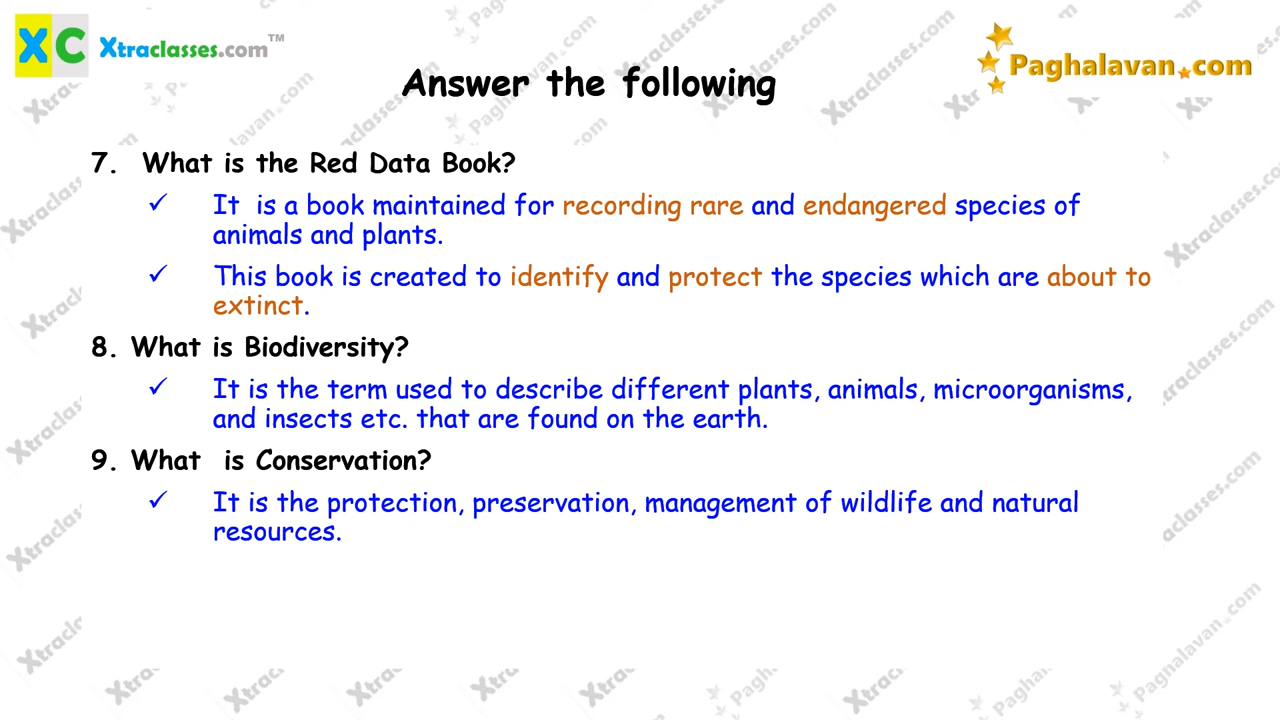 XC Xtraclasses.com™
Paghalavan.com
Answer the following
7. What is the Red Data Book?
✓ It is a book maintained for recording rare and endangered species of
animals and plants.
✓ This book is created to identify and protect the species which are about to
extinct.
8. What is Biodiversity?
✓ It is the term used to describe different plants, animals, microorganisms,
and insects etc. that are found on the earth.
9. What is Conservation?
✓ It is the protection, preservation, management of wildlife and natural
resources.